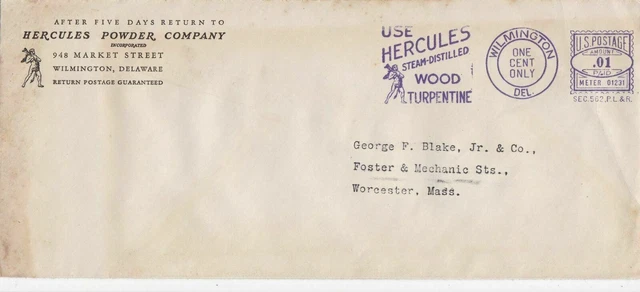 AFTER FIVE DAYS RETURN TO
HERCULES POWDER COMPANY
INCORPORATED
948 MARKET STREET
WILMINGTON, DELAWARE
RETURN POSTAGE GUARANTEED
USE
HERCULES
STEAM-DISTILLED
WOOD
TURPENTINE
WILMINGTON
ONE
CENT
ONLY
DEL.
U.S. POSTAGE
AMOUNT
.01
PAID
METER 01231
SEC. 562, P. L. & R.
George F. Blake, Jr. & Co.,
Foster & Mechanic Sts.,
Worcester, Mass.